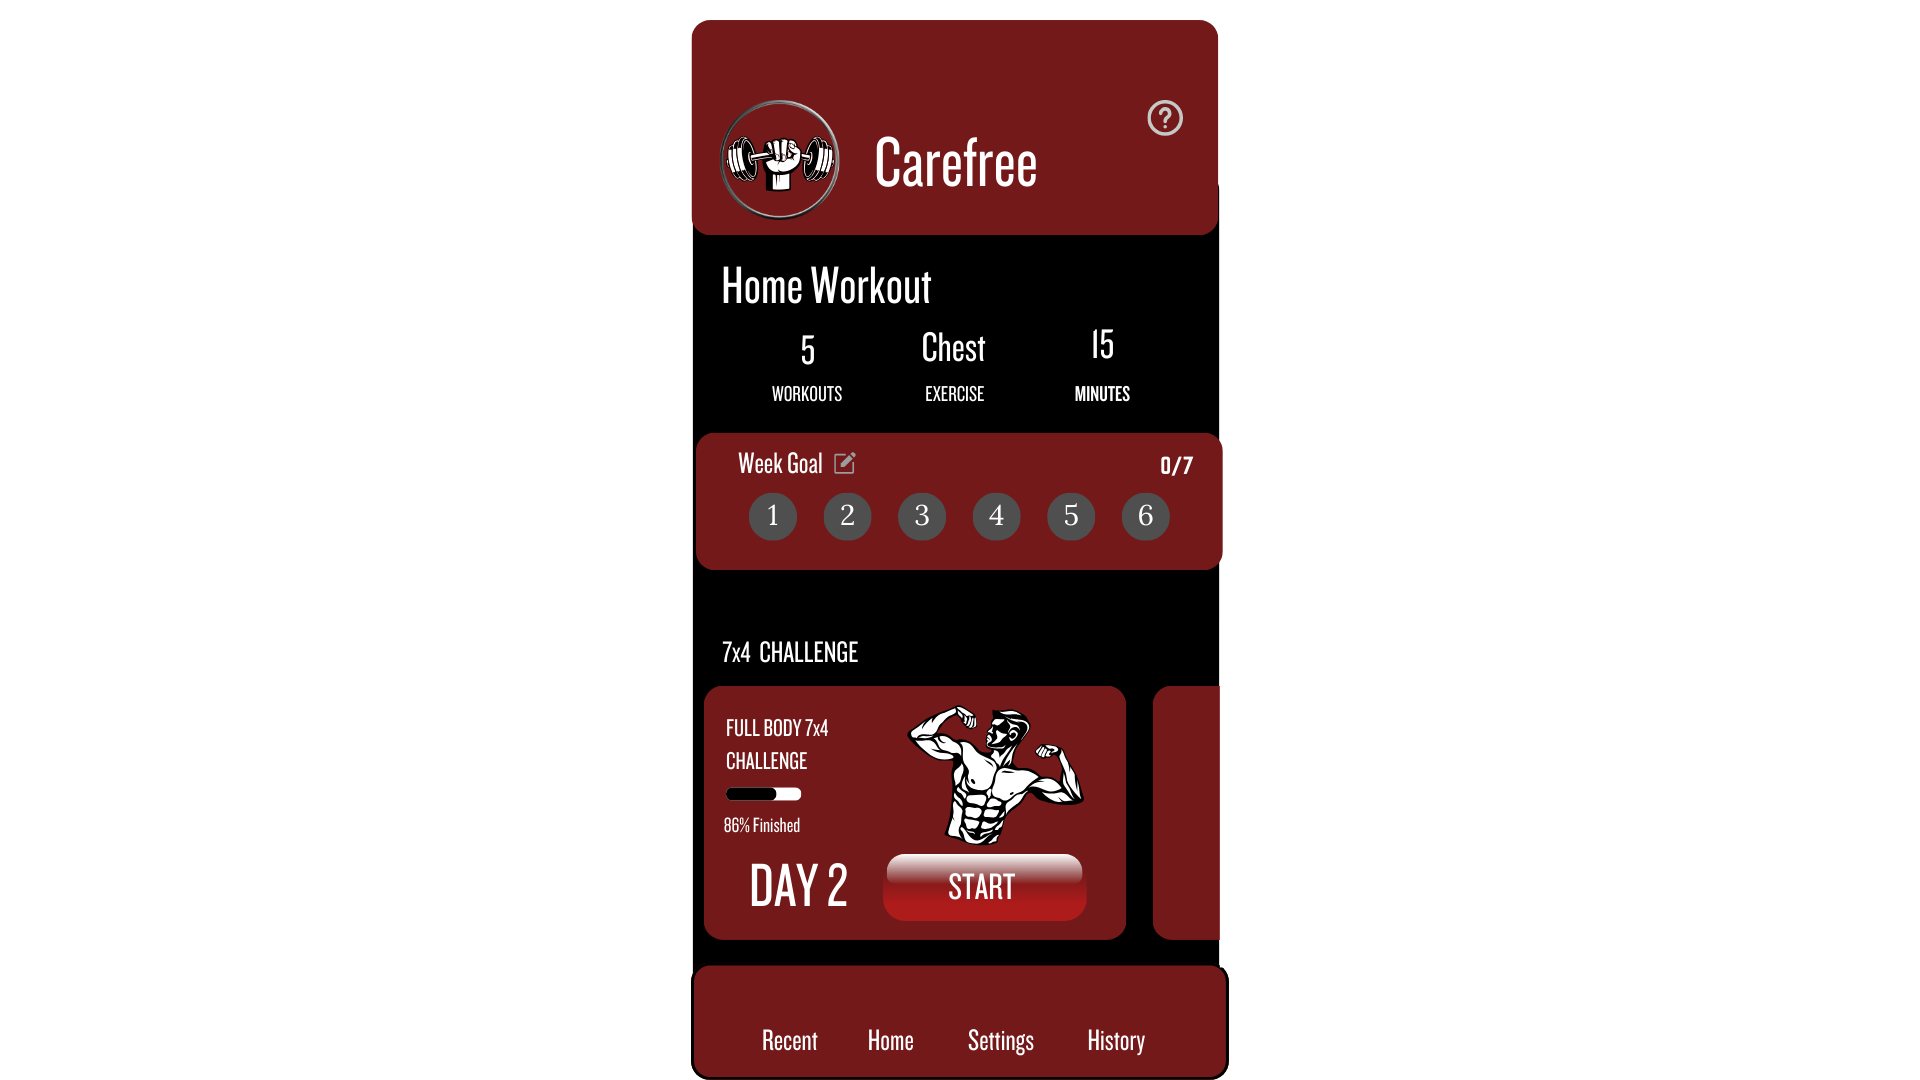 ?
Carefree
Home Workout
5 Chest 15
WORKOUTS EXERCISE MINUTES
Week Goal 0/7
1 2 3 4 5 6
7x4 CHALLENGE
FULL BODY 7x4
CHALLENGE
86% Finished
DAY 2 START
Recent Home Settings History